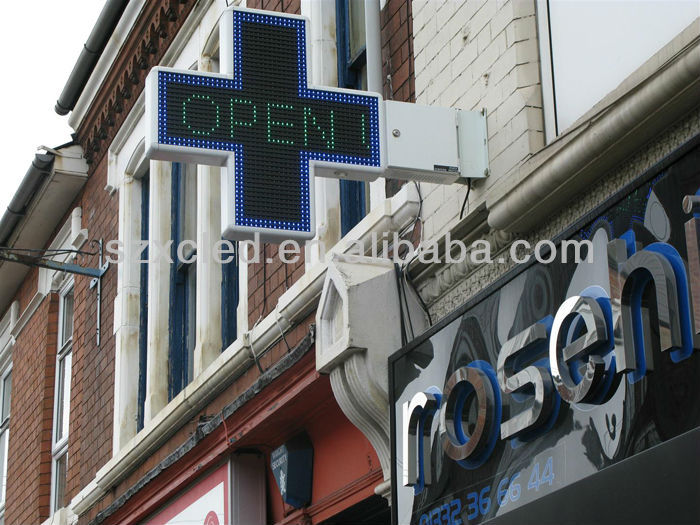 OPEN
szxcled.en.alibaba.com
rosen
0332 36 66 44